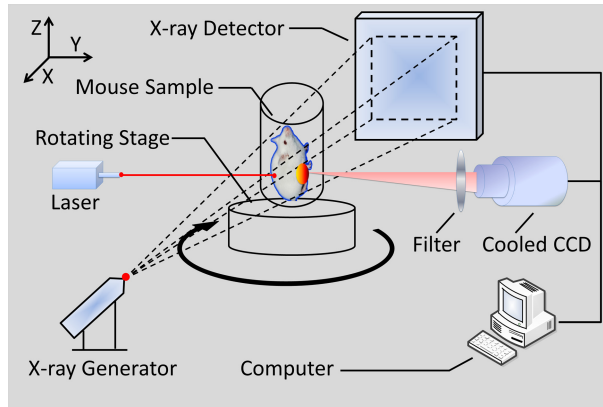 Z
Y
X
X-ray Detector
Mouse Sample
Rotating Stage
Laser
Filter
Cooled CCD
X-ray Generator
Computer